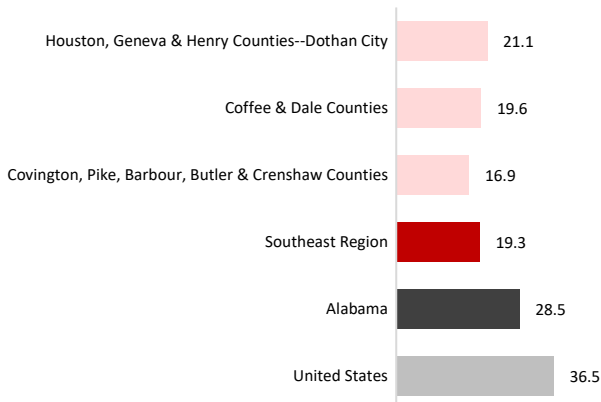 Houston, Geneva & Henry Counties--Dothan City 21.1
Coffee & Dale Counties 19.6
Covington, Pike, Barbour, Butler & Crenshaw Counties 16.9
Southeast Region 19.3
Alabama 28.5
United States 36.5